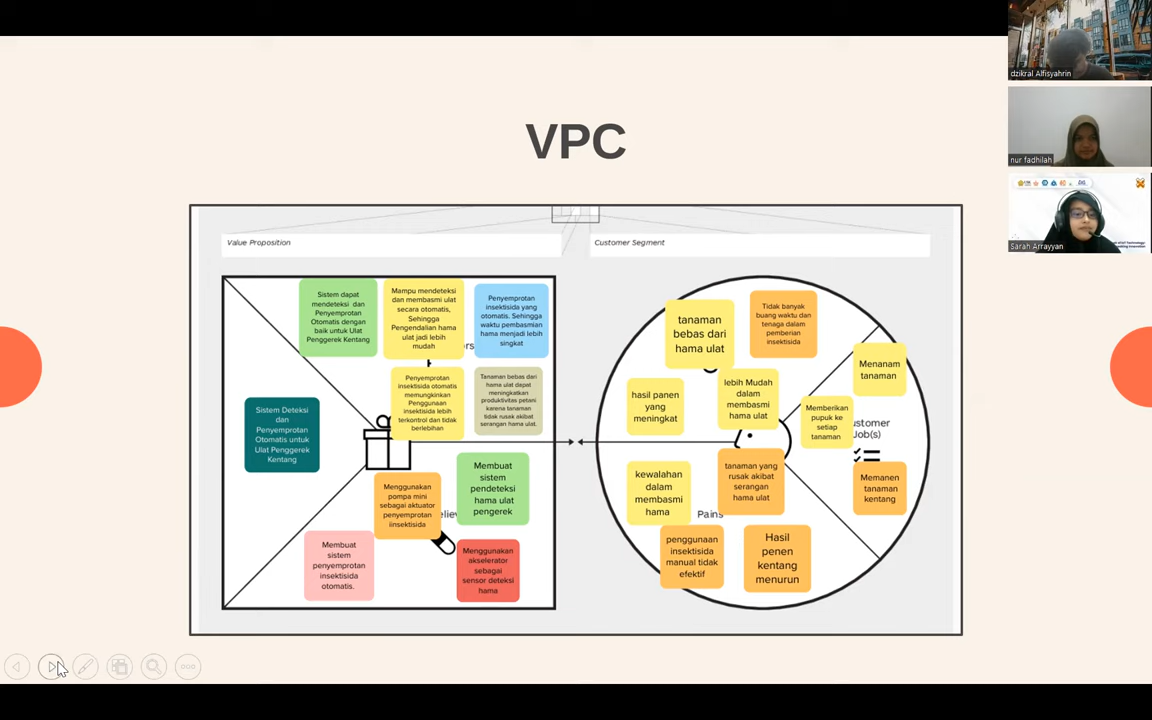 VPC
Value Proposition
Customer Segment
Sistem dapat
mendeteksi dan
Penyemprotan
Otomatis dengan
baik untuk Ulat
Penggerek Kentang
Mampu mendeteksi
dan membasmi ulat
secara otomatis,
Sehingga
Pengendalian hama
ulat jadi lebih
mudah
Penyemprotan
insektisida yang
otomatis. Sehingga
waktu pembasmian
hama menjadi lebih
singkat
Penyemprotan
insektisida otomatis
memungkinkan
Penggunaan
insektisida lebih
terkontrol dan tidak
berlebihan
Tanaman bebas dari
hama ulat dapat
meningkatkan
produktivitas petani
karena tanaman
tidak rusak akibat
serangan hama ulat.
Sistem Deteksi
dan
Penyemprotan
Otomatis untuk
Ulat Penggerek
Kentang
Menggunakan
pompa mini
sebagai aktuator
penyemprotan
iinsektisida
Membuat
sistem
pendeteksi
hama ulat
pengerek
Membuat
sistem
penyemprotan
insektisida
otomatis.
Menggunakan
akselerator
sebagai
sensor deteksi
hama
tanaman
bebas dari
hama ulat
Tidak banyak
buang waktu dan
tenaga dalam
pemberian
insektisida
hasil panen
yang
meningkat
lebih Mudah
dalam
membasmi
hama ulat
Menanam
tanaman
Memberikan
pupuk ke
setiap
tanaman
ustomer
Job(s)
Memanen
tanaman
kentang
kewalahan
dalam
membasmi
hama
tanaman yang
rusak akibat
serangan
hama ulat
Pains
penggunaan
insektisida
manual tidak
efektif
Hasil
penen
kentang
menurun
dzikral Alfisyahrin
nur fadhilah
Sarah Arrayyan